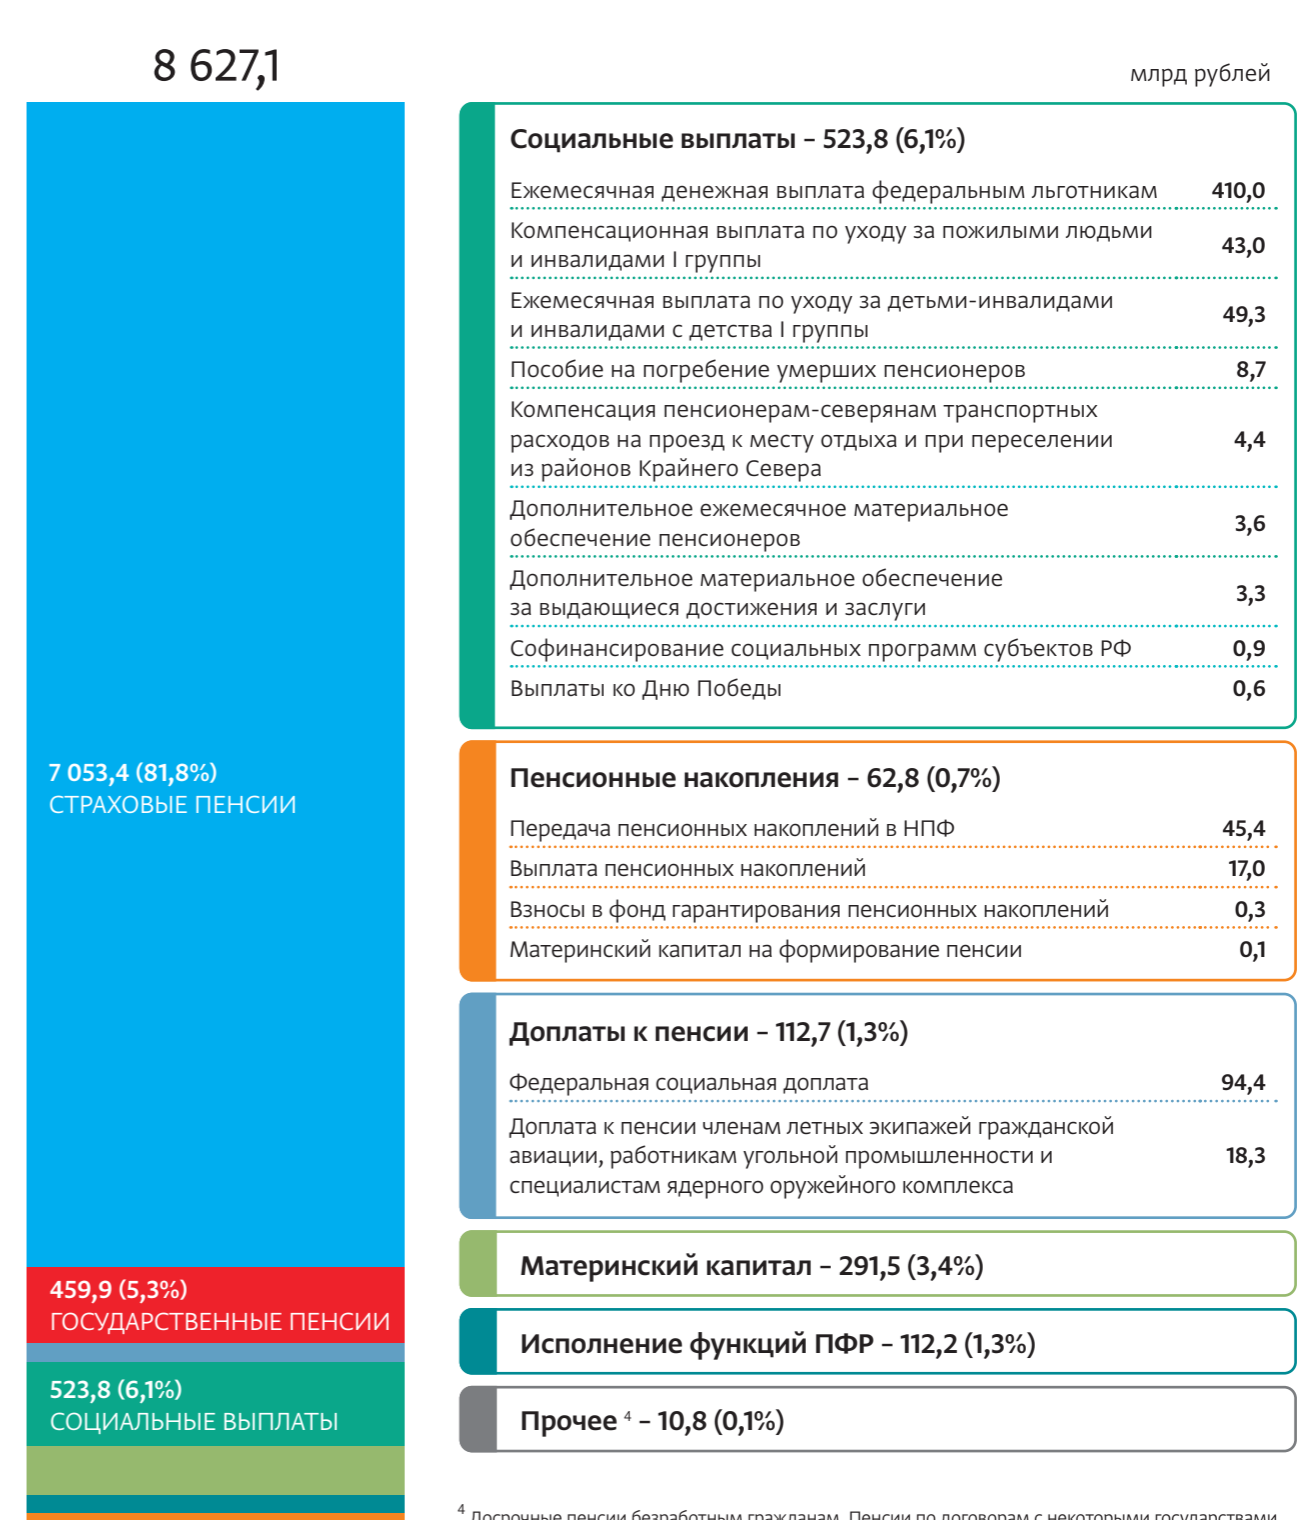 8 627,1
млрд рублей
7 053,4 (81,8%)
СТРАХОВЫЕ ПЕНСИИ
459,9 (5,3%)
ГОСУДАРСТВЕННЫЕ ПЕНСИИ
523,8 (6,1%)
СОЦИАЛЬНЫЕ ВЫПЛАТЫ
Социальные выплаты – 523,8 (6,1%)
Ежемесячная денежная выплата федеральным льготникам 410,0
Компенсационная выплата по уходу за пожилыми людьми
и инвалидами I группы 43,0
Ежемесячная выплата по уходу за детьми-инвалидами
и инвалидами с детства I группы 49,3
Пособие на погребение умерших пенсионеров 8,7
Компенсация пенсионерам-северянам транспортных
расходов на проезд к месту отдыха и при переселении 4,4
из районов Крайнего Севера
Дополнительное ежемесячное материальное
обеспечение пенсионеров 3,6
Дополнительное материальное обеспечение
за выдающиеся достижения и заслуги 3,3
Софинансирование социальных программ субъектов РФ 0,9
Выплаты ко Дню Победы 0,6
Пенсионные накопления – 62,8 (0,7%)
Передача пенсионных накоплений в НПФ 45,4
Выплата пенсионных накоплений 17,0
Взносы в фонд гарантирования пенсионных накоплений 0,3
Материнский капитал на формирование пенсии 0,1
Доплаты к пенсии – 112,7 (1,3%)
Федеральная социальная доплата 94,4
Доплата к пенсии членам летных экипажей гражданской
авиации, работникам угольной промышленности и 18,3
специалистам ядерного оружейного комплекса
Материнский капитал – 291,5 (3,4%)
Исполнение функций ПФР – 112,2 (1,3%)
Прочее 4 – 10,8 (0,1%)
4 Досрочные пенсии безработным гражданам. Пенсии по договорам с некоторыми государствами